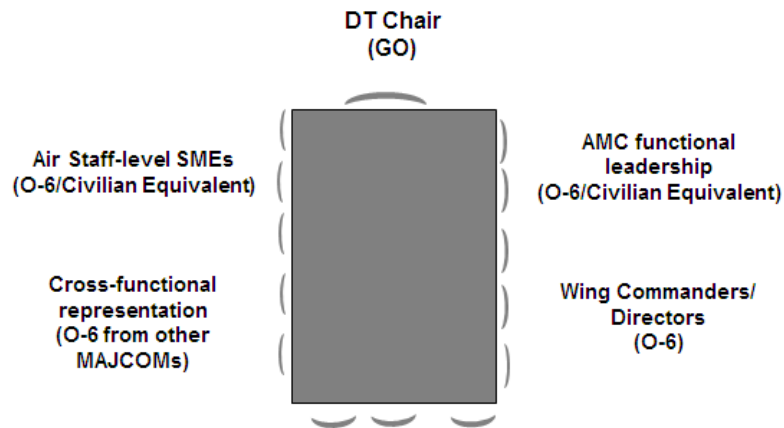 DT Chair
(GO)
Air Staff-level SMEs
(O-6/Civilian Equivalent)
AMC functional
leadership
(O-6/Civilian Equivalent)
Cross-functional
representation
(O-6 from other
MAJCOMs)
Wing Commanders/
Directors
(O-6)